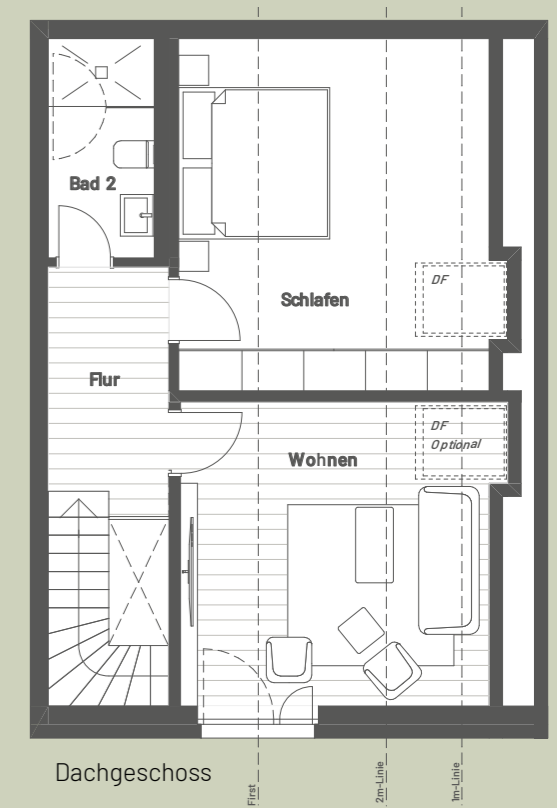 Bad 2
DF
Schlafen
Flur
DF
Optional
Wohnen
Dachgeschoss
First
2m-Linie
1m-Linie